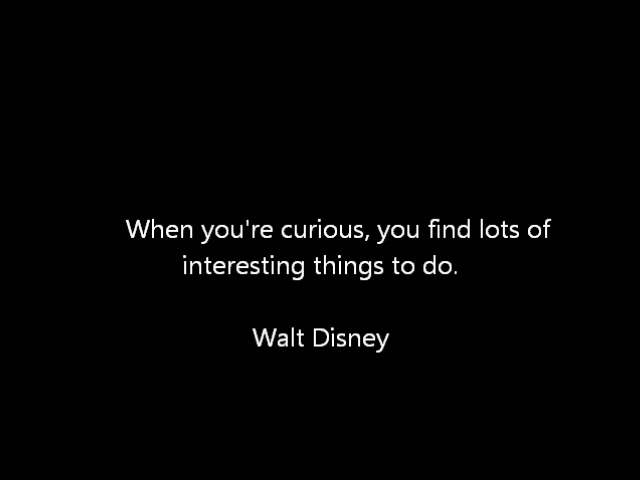 When you're curious, you find lots of
interesting things to do.
Walt Disney